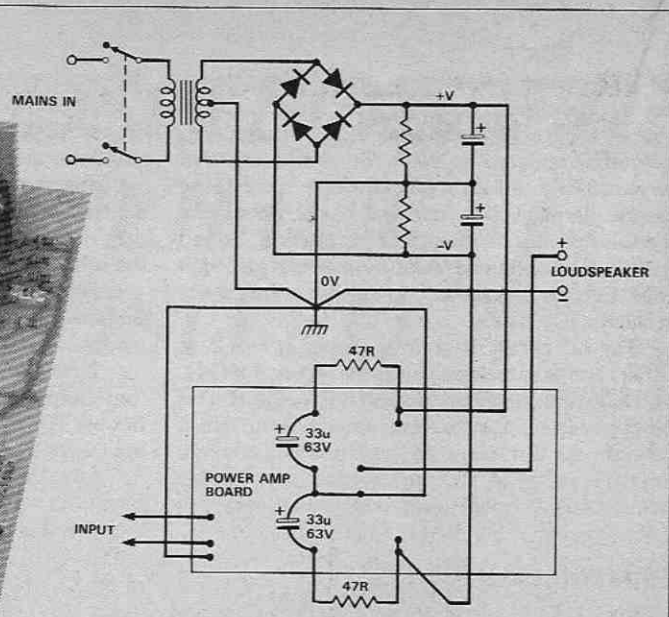 MAINS IN
+V
+
+
-V
+
LOUDSPEAKER
0V
-
47R
+
33u
63V
POWER AMP
BOARD
+
33u
63V
INPUT
47R